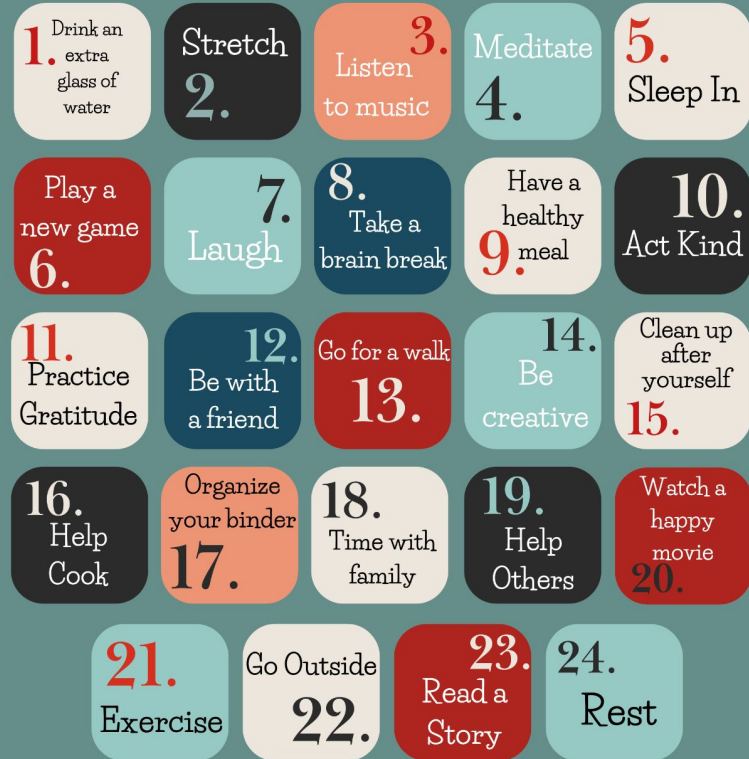 1. Drink an
extra
glass of
water
Stretch
2.
3.
Listen
to music
Meditate
4.
5.
Sleep In
Play a
new game
6.
7.
Laugh
8.
Take a
brain break
Have a
healthy
9. meal
10.
Act Kind
11.
Practice
Gratitude
12.
Be with
a friend
Go for a walk
13.
14.
Be
creative
Clean up
after
yourself
15.
16.
Help
Cook
Organize
your binder
17.
18.
Time with
family
19.
Help
Others
Watch a
happy
movie
20.
21.
Exercise
Go Outside
22.
23.
Read a
Story
24.
Rest